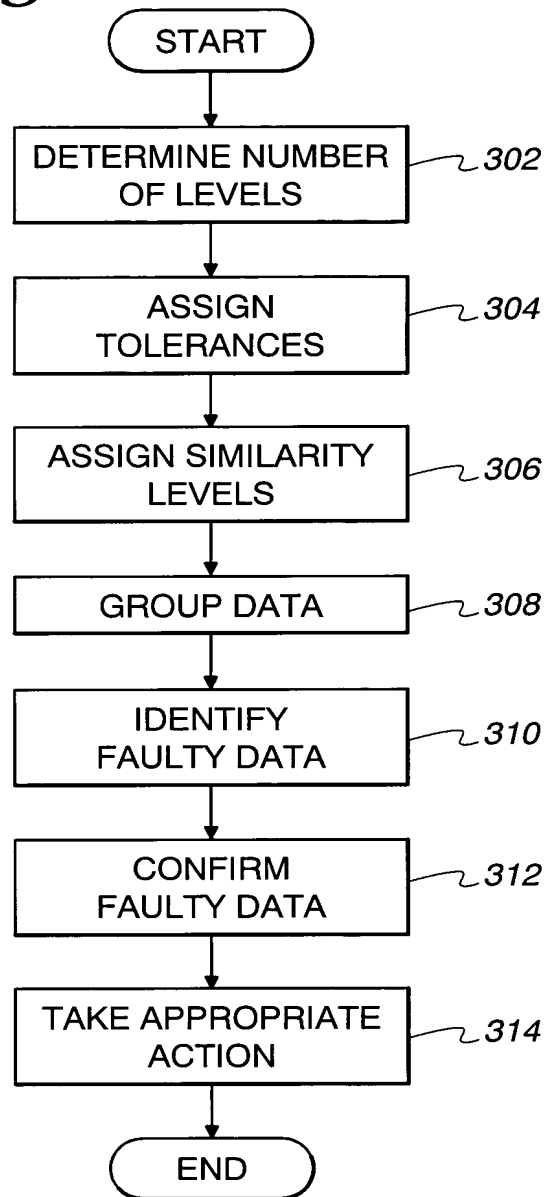 START
DETERMINE NUMBER
OF LEVELS
302
ASSIGN
TOLERANCES
304
ASSIGN SIMILARITY
LEVELS
306
GROUP DATA
308
IDENTIFY
FAULTY DATA
310
CONFIRM
FAULTY DATA
312
TAKE APPROPRIATE
ACTION
314
END